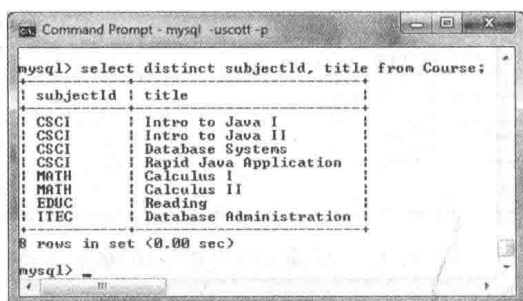 Command Prompt - mysql -uscott -p
mysql> select distinct subjectId, title from Course;
+-----------+---------------------------+
| subjectId | title                     |
+-----------+---------------------------+
| CSCI      | Intro to Java I           |
| CSCI      | Intro to Java II          |
| CSCI      | Database Systems          |
| CSCI      | Rapid Java Application    |
| MATH      | Calculus I                |
| MATH      | Calculus II               |
| EDUC      | Reading                   |
| ITEC      | Database Administration   |
+-----------+---------------------------+
8 rows in set (0.00 sec)
mysql> _